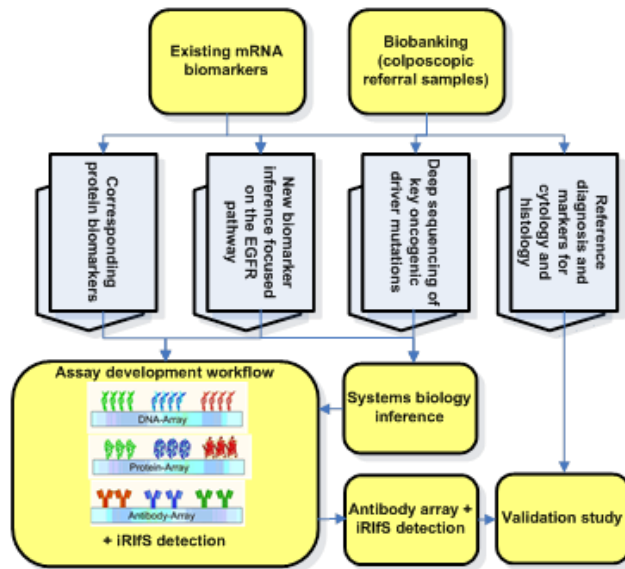 Existing mRNA
biomarkers
Biobanking
(colposcopic
referral samples)
Corresponding
protein biomarkers
New biomarker
inference focused
on the EGFR
pathway
Deep sequencing of
key oncogenic
driver mutations
Reference
diagnosis and
markers for
cytology and
histology
Assay development workflow
DNA-Array
Protein-Array
Antibody-Array
+ iRIfS detection
Systems biology
inference
Antibody array +
iRIfS detection
Validation study